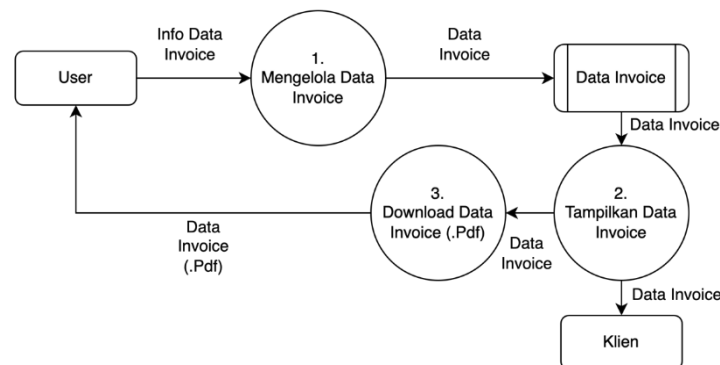 Info Data
Invoice
User
1.
Mengelola Data
Invoice
Data
Invoice
Data Invoice
Data Invoice
2.
Tampilkan Data
Invoice
Data
Invoice
3.
Download Data
Invoice (.Pdf)
Data
Invoice
(.Pdf)
Data Invoice
Klien